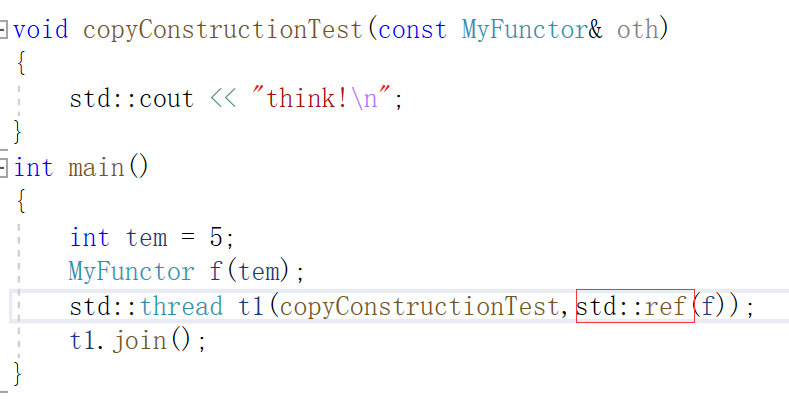 void copyConstructionTest(const MyFunctor& oth)
{
    std::cout << "think!\n";
}
int main()
{
    int tem = 5;
    MyFunctor f(tem);
    std::thread t1(copyConstructionTest,std::ref(f));
    t1.join();
}